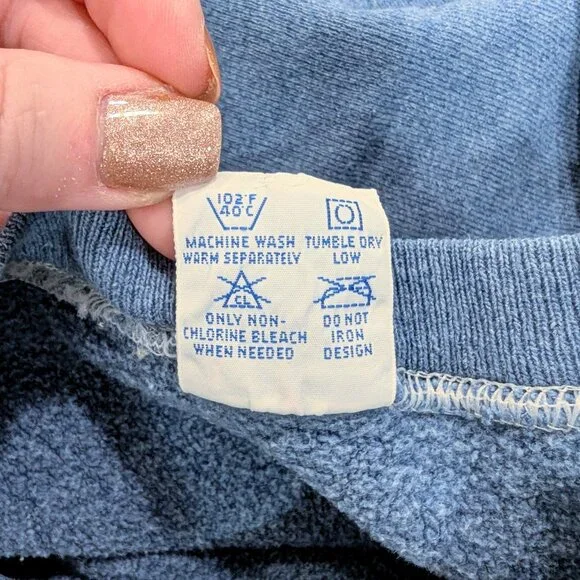 102°F
40°C
MACHINE WASH
WARM SEPARATELY
TUMBLE DRY
LOW
CL
ONLY NON-
CHLORINE BLEACH
WHEN NEEDED
DO NOT
IRON
DESIGN